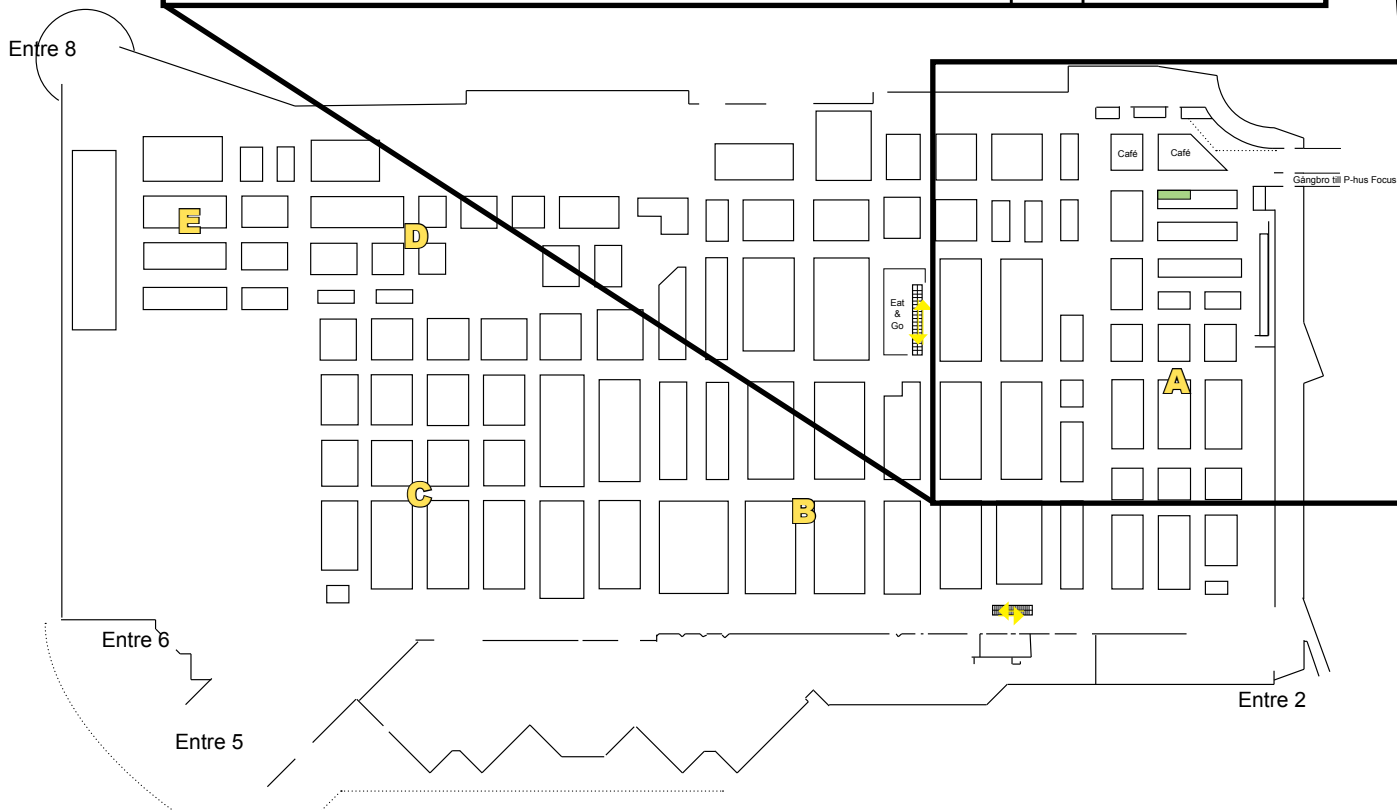 Entre 8
Café
Café
Gångbro till P-hus Focus
E
D
Eat
&
Go
A
C
B
Entre 6
Entre 2
Entre 5